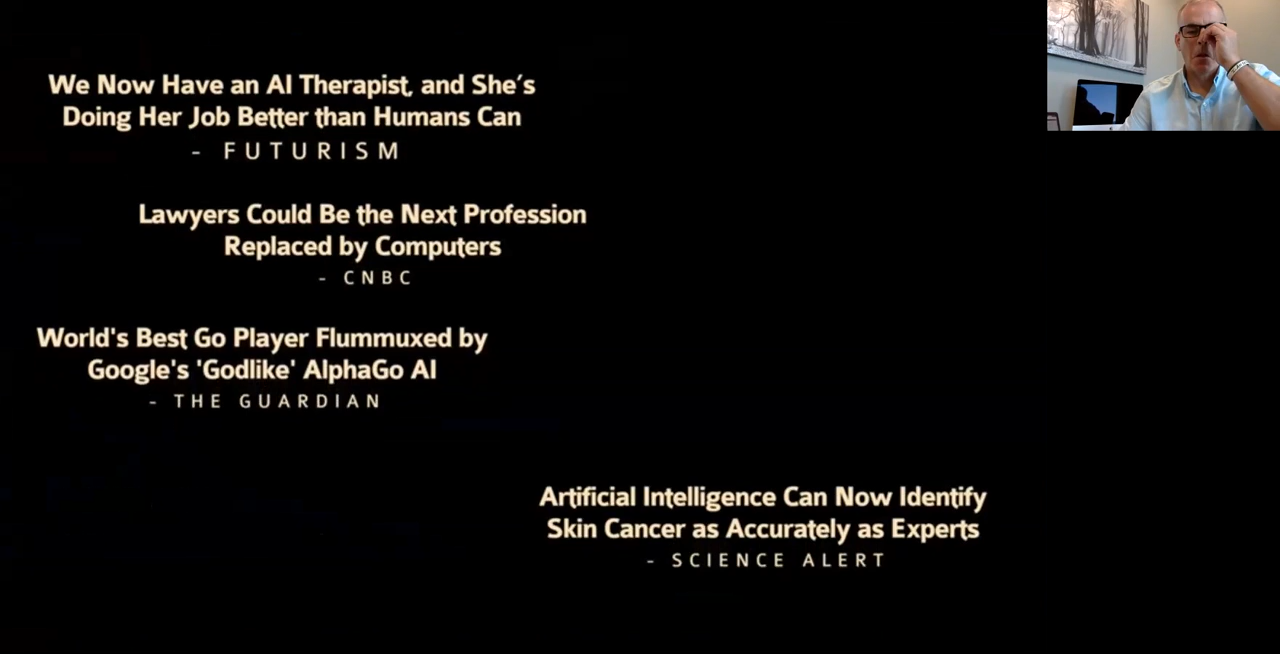 We Now Have an AI Therapist, and She's
Doing Her Job Better than Humans Can
- FUTURISM
Lawyers Could Be the Next Profession
Replaced by Computers
- CNBC
World's Best Go Player Flummuxed by
Google's 'Godlike' AlphaGo AI
- THE GUARDIAN
Artificial Intelligence Can Now Identify
Skin Cancer as Accurately as Experts
- SCIENCE ALERT